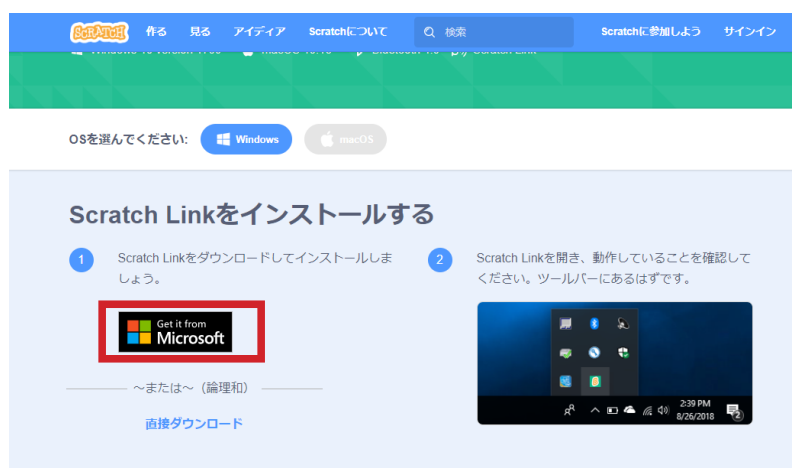 SCRATCH 作る 見る アイディア Scratchについて 検索 Scratchに参加しよう サインイン
OSを選んでください: Windows macOS
Scratch Linkをインストールする
1 Scratch Linkをダウンロードしてインストールしま
しょう。
Get it from
Microsoft
～または～（論理和）
直接ダウンロード
2 Scratch Linkを開き、動作していることを確認して
ください。ツールバーにあるはずです。
2:39 PM
8/26/2018
2